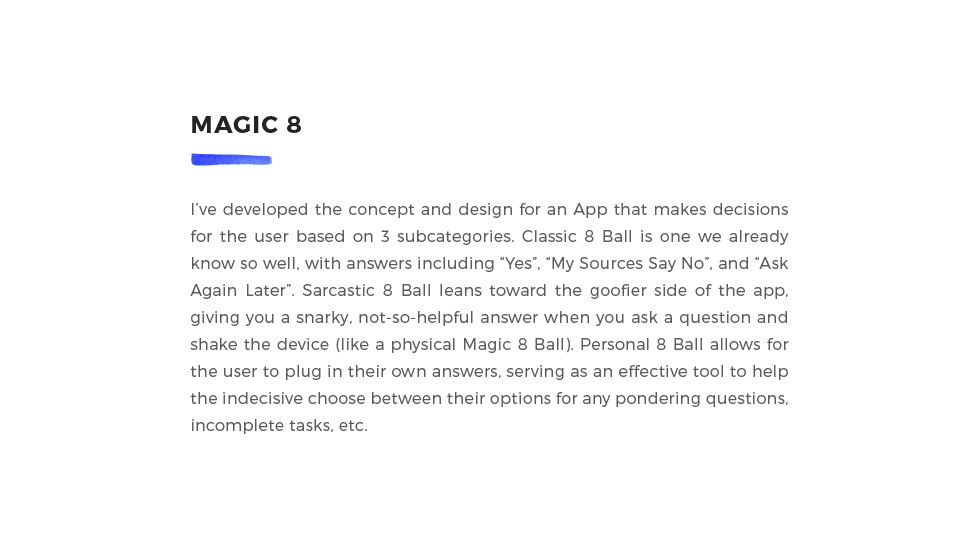 MAGIC 8
I’ve developed the concept and design for an App that makes decisions
for the user based on 3 subcategories. Classic 8 Ball is one we already
know so well, with answers including “Yes”, “My Sources Say No”, and “Ask
Again Later”. Sarcastic 8 Ball leans toward the goofier side of the app,
giving you a snarky, not-so-helpful answer when you ask a question and
shake the device (like a physical Magic 8 Ball). Personal 8 Ball allows for
the user to plug in their own answers, serving as an effective tool to help
the indecisive choose between their options for any pondering questions,
incomplete tasks, etc.